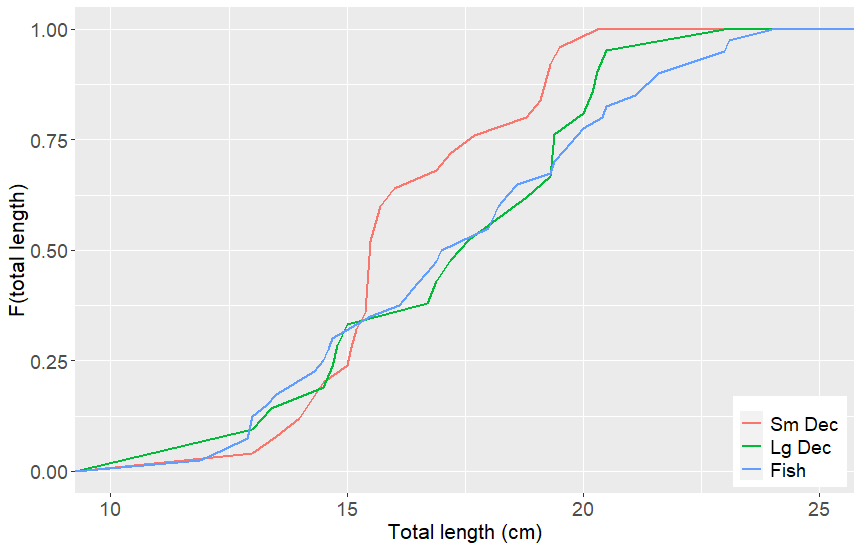 1.00
0.75
0.50
0.25
0.00
F(total length)
10
15
20
25
Total length (cm)
Sm Dec
Lg Dec
Fish